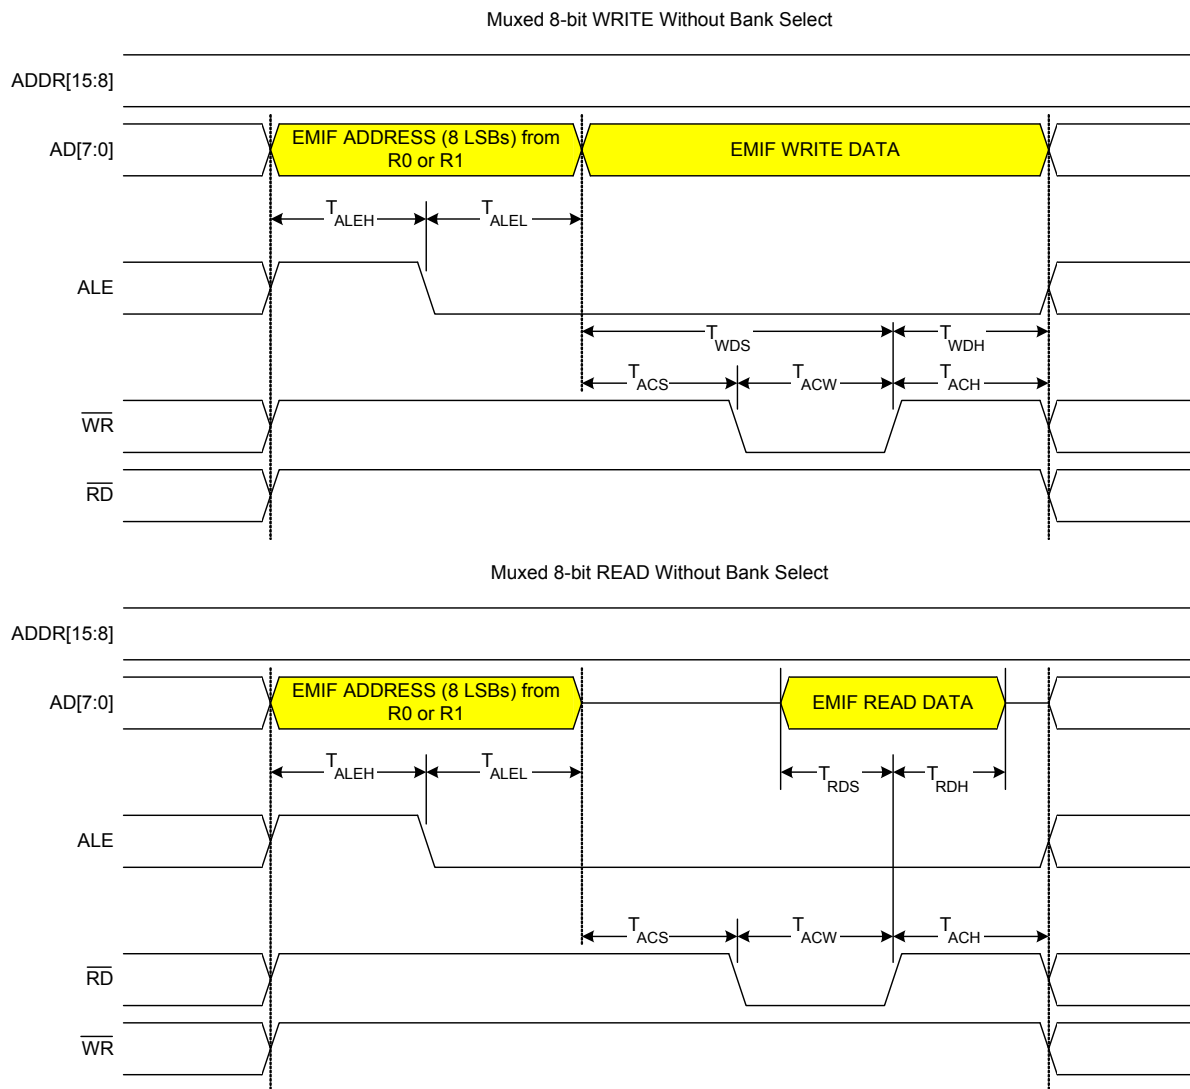 Muxed 8-bit WRITE Without Bank Select
ADDR[15:8]
AD[7:0]
EMIF ADDRESS (8 LSBs) from
R0 or R1
EMIF WRITE DATA
TALEH
TALEL
ALE
TWDS
TWDH
TACS
TACW
TACH
WR
RD
Muxed 8-bit READ Without Bank Select
ADDR[15:8]
AD[7:0]
EMIF ADDRESS (8 LSBs) from
R0 or R1
EMIF READ DATA
TALEH
TALEL
TRDS
TRDH
ALE
TACS
TACW
TACH
RD
WR